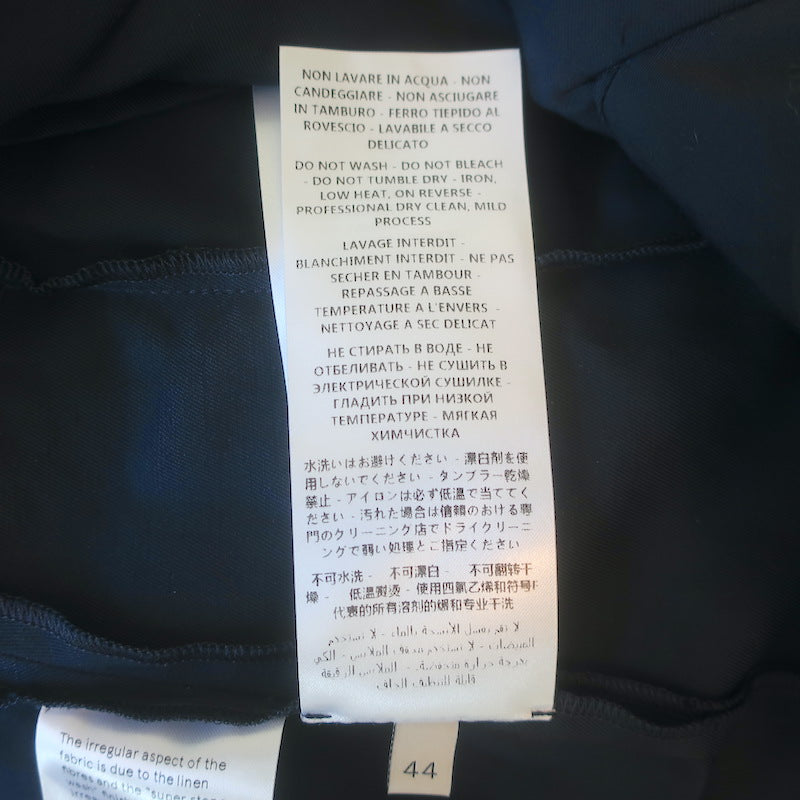 NON LAVARE IN ACQUA - NON
CANDEGGIARE - NON ASCIUGARE
IN TAMBURO - FERRO TIEPIDO AL
ROVESCIO - LAVABILE A SECCO
DELICATO
DO NOT WASH - DO NOT BLEACH
- DO NOT TUMBLE DRY - IRON,
LOW HEAT, ON REVERSE -
PROFESSIONAL DRY CLEAN, MILD
PROCESS
LAVAGE INTERDIT -
BLANCHIMENT INTERDIT - NE PAS
SECHER EN TAMBOUR -
REPASSAGE A BASSE
TEMPERATURE A L'ENVERS -
NETTOYAGE A SEC DELICAT
НЕ СТИРАТЬ В ВОДЕ - НЕ
ОТБЕЛИВАТЬ - НЕ СУШИТЬ В
ЭЛЕКТРИЧЕСКОЙ СУШИЛКЕ -
ГЛАДИТЬ ПРИ НИЗКОЙ
ТЕМПЕРАТУРЕ - МЯГКАЯ
ХИМЧИСТКА
水洗いはお避けください - 漂白剤を使
用しないでください - タンブラー乾燥
禁止 - アイロンは必ず低温で当ててく
ださい - 汚れた場合は信頼のおける専
門のクリーニング店でドライクリーニ
ングで弱い処理とご指定ください
不可水洗 - 不可漂白 - 不可翻转干
燥 - 低温熨烫 - 使用四氯乙烯和符号F
代表的所有溶剂的烟和专业干洗
The irregular aspect of the
fabric is due to the linen
fibres and the "super
wash"
44